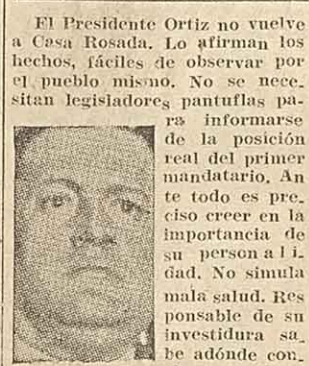 El Presidente Ortiz no vuelve
a Casa Rosada. Lo afirman los
hechos, fáciles de observar por
el pueblo mismo. No se nece-
sitan legisladores pantuflas pa-
ra informarse
de la posición
real del primer
mandatario. An
te todo es pre-
ciso creer en la
importancia de
su personali-
dad. No simula
mala salud. Res
ponsable de su
investidura sa-
be adónde con-